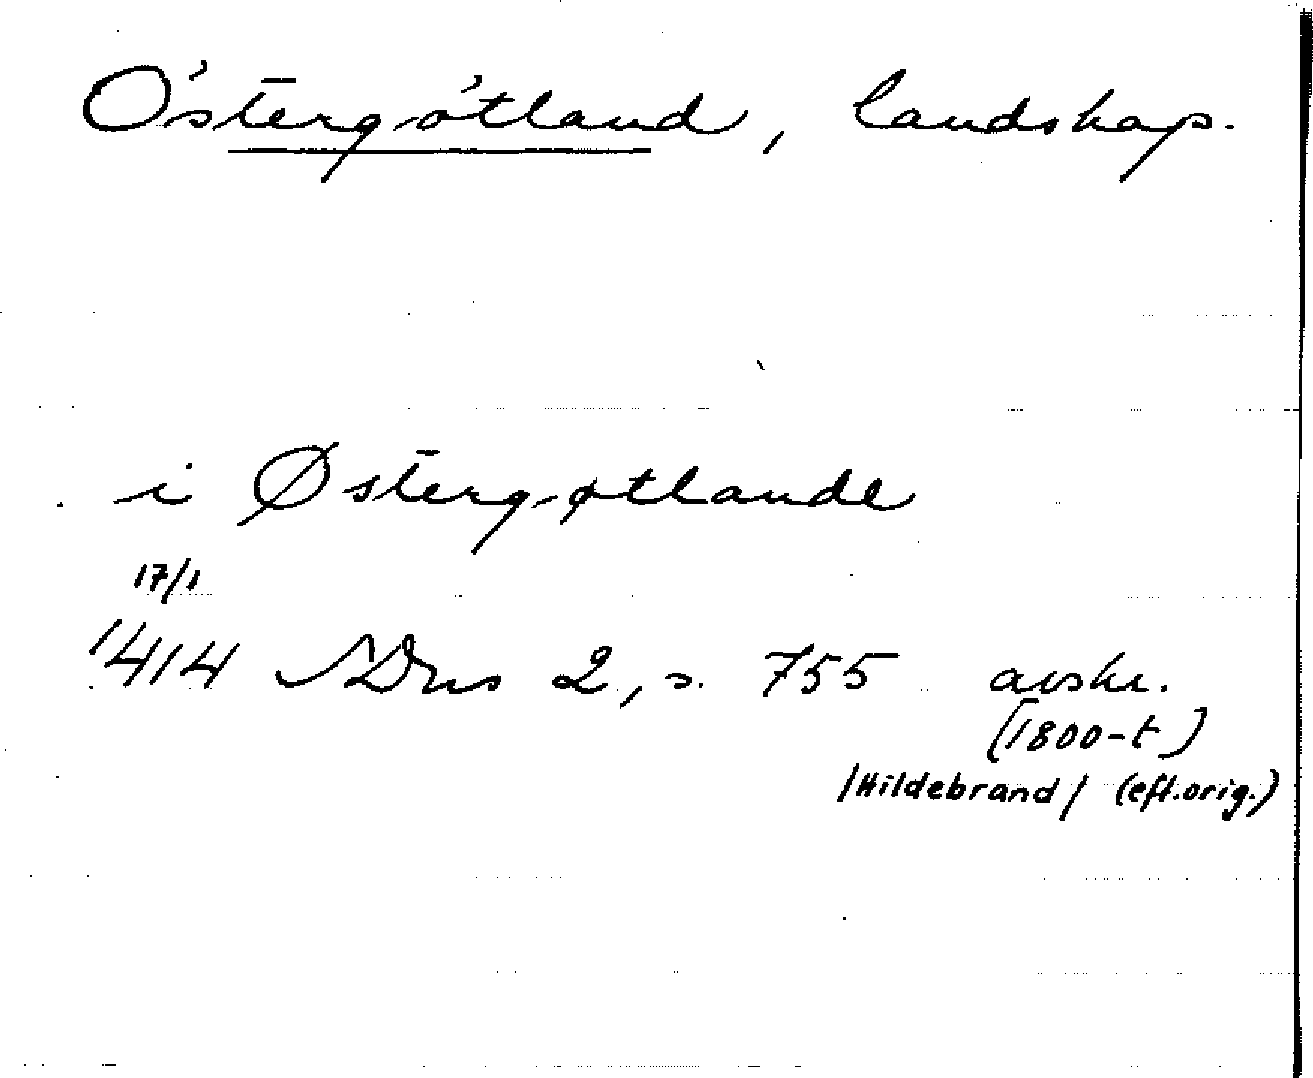 Östergötland, landskap.
i Østergøtlande
17/1
1414 SDns 2, s. 755 avskr.
(1800-t)
/Hildebrand/ (eft.orig.)